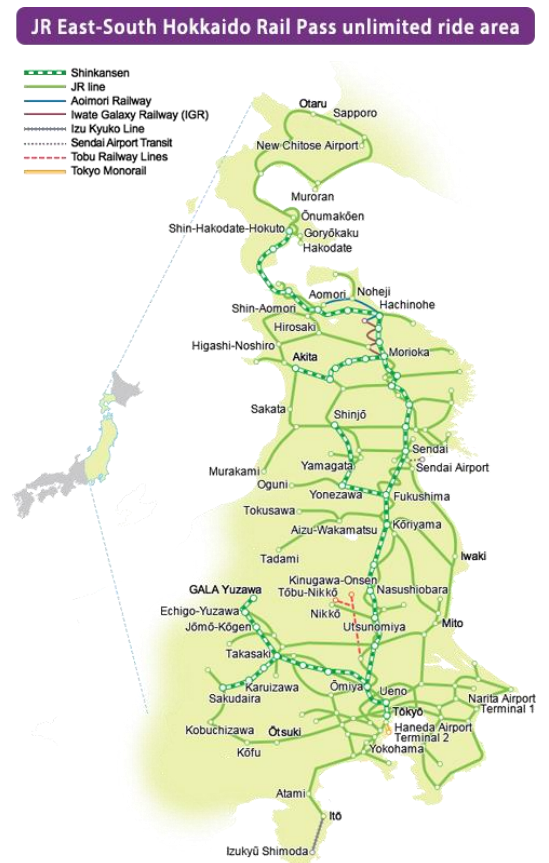 JR East-South Hokkaido Rail Pass unlimited ride area
Shinkansen
JR line
Aoimori Railway
Iwate Galaxy Railway (IGR)
Izu Kyuko Line
Sendai Airport Transit
Tobu Railway Lines
Tokyo Monorail
Otaru
Sapporo
New Chitose Airport
Muroran
Ōnumakōen
Shin-Hakodate-Hokuto
Goryōkaku
Hakodate
Aomori
Noheji
Hachinohe
Shin-Aomori
Hirosaki
Higashi-Noshiro
Akita
Morioka
Sakata
Shinjō
Sendai
Sendai Airport
Yamagata
Murakami
Oguni
Yonezawa
Fukushima
Tokusawa
Kōriyama
Aizu-Wakamatsu
Tadami
Iwaki
Kinugawa-Onsen
GALA Yuzawa
Tōbu-Nikkō
Nasushiobara
Echigo-Yuzawa
Nikkō
Jōmō-Kōgen
Utsunomiya
Mito
Takasaki
Karuizawa
Ōmiya
Ueno
Sakudaira
Narita Airport
Terminal 1
Tōkyō
Kobuchizawa
Ōtsuki
Haneda Airport
Terminal 2
Kōfu
Yokohama
Atami
Itō
Izukyū Shimoda